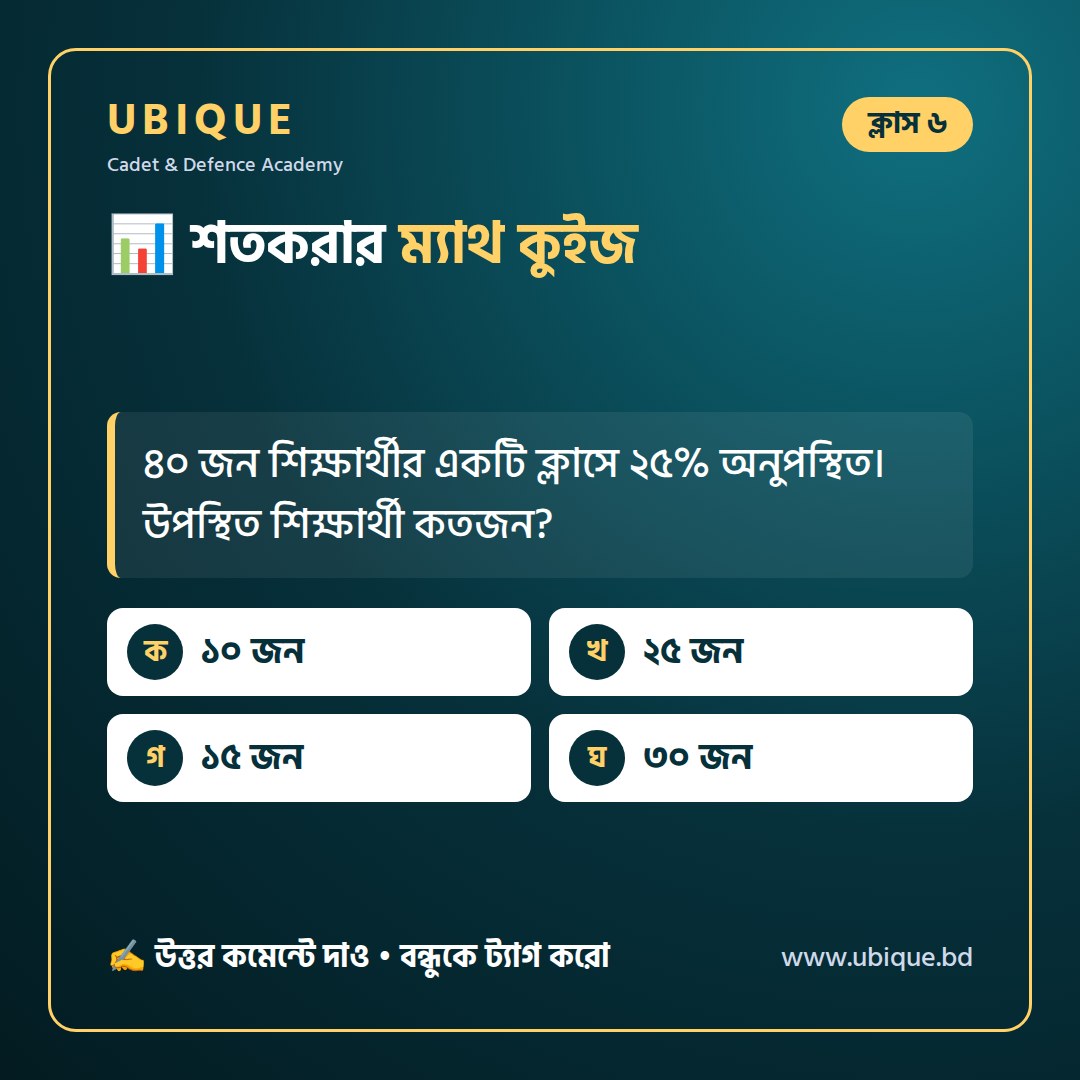 UBIQUE
Cadet & Defence Academy
ক্লাস ৬
📊 শতকরার ম্যাথ কুইজ
৪০ জন শিক্ষার্থীর একটি ক্লাসে ২৫% অনুপস্থিত।
উপস্থিত শিক্ষার্থী কতজন?
ক ১০ জন
খ ২৫ জন
গ ১৫ জন
ঘ ৩০ জন
✍️ উত্তর কমেন্টে দাও • বন্ধুকে ট্যাগ করো
www.ubique.bd